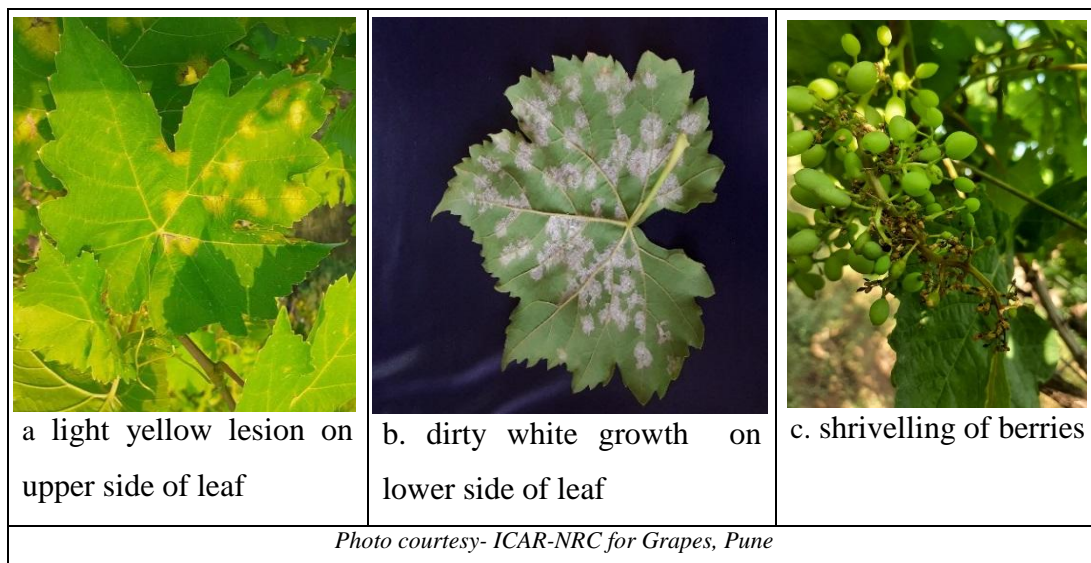 a light yellow lesion on
upper side of leaf
b. dirty white growth on
lower side of leaf
c. shrivelling of berries
Photo courtesy- ICAR-NRC for Grapes, Pune